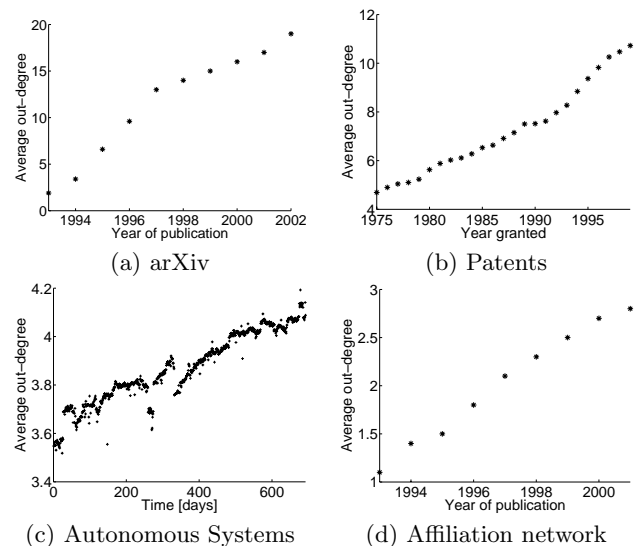 20
15
10
5
0
1994 1996 1998 2000 2002
Average out–degree
Year of publication
(a) arXiv
12
10
8
6
4
1975 1980 1985 1990 1995
Average out–degree
Year granted
(b) Patents
4.2
4
3.8
3.6
3.4
0 200 400 600
Average out–degree
Time [days]
(c) Autonomous Systems
3
2.5
2
1.5
1
1994 1996 1998 2000
Average out–degree
Year of publication
(d) Affiliation network